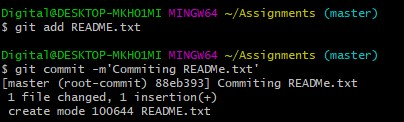 Digital@DESKTOP-MKHO1MI MINGW64 ~/Assignments (master)
$ git add README.txt
Digital@DESKTOP-MKHO1MI MINGW64 ~/Assignments (master)
$ git commit -m'Commiting READMe.txt'
[master (root-commit) 88eb393] Commiting READMe.txt
1 file changed, 1 insertion(+)
create mode 100644 README.txt